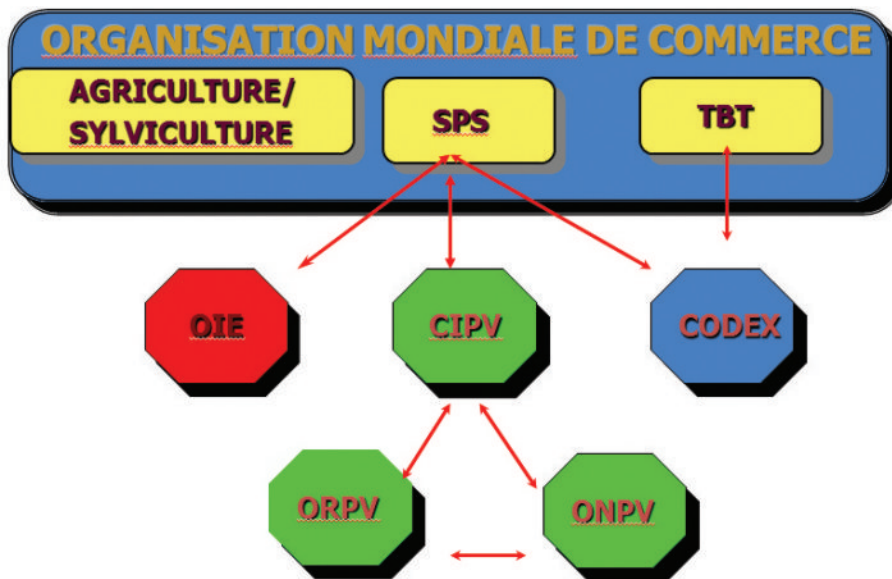 ORGANISATION MONDIALE DE COMMERCE
AGRICULTURE/
SYLVICULTURE
SPS
TBT
OIE
CIPV
CODEX
ORPV
ONPV